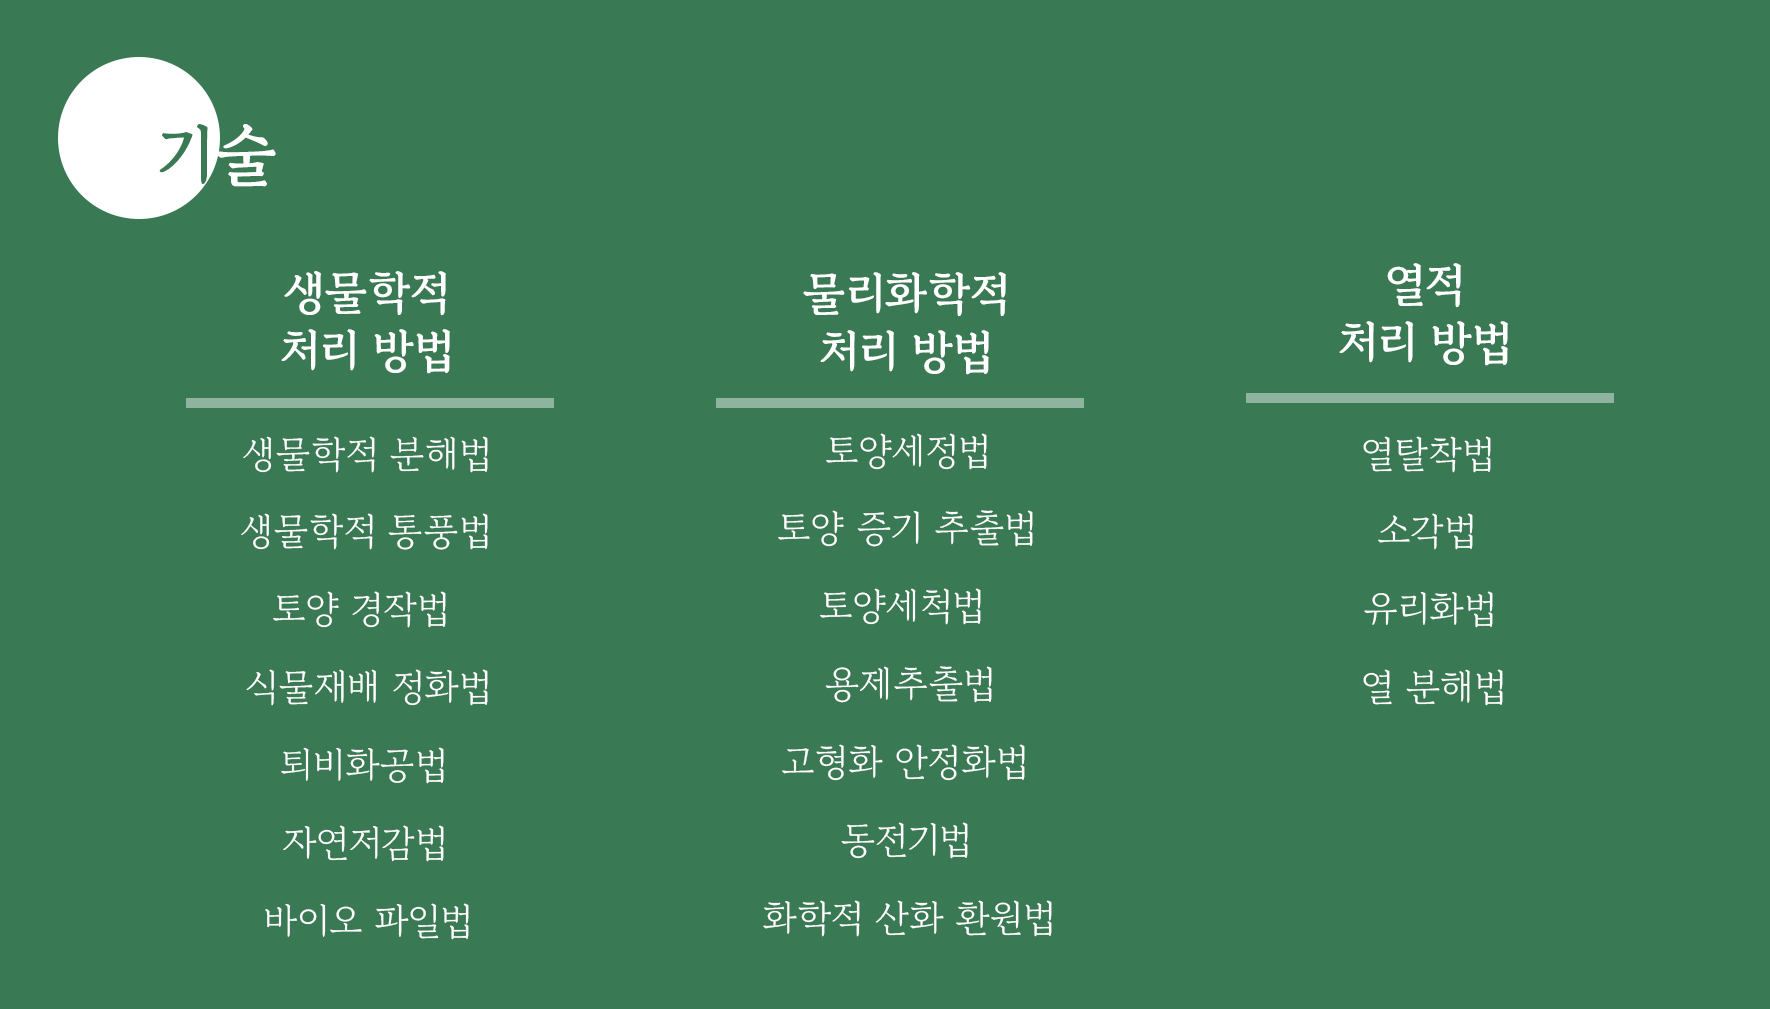 기술
생물학적
처리 방법
생물학적 분해법
생물학적 통풍법
토양 경작법
식물재배 정화법
퇴비화공법
자연저감법
바이오 파일법
물리화학적
처리 방법
토양세정법
토양 증기 추출법
토양세척법
용제추출법
고형화 안정화법
동전기법
화학적 산화 환원법
열적
처리 방법
열탈착법
소각법
유리화법
열 분해법